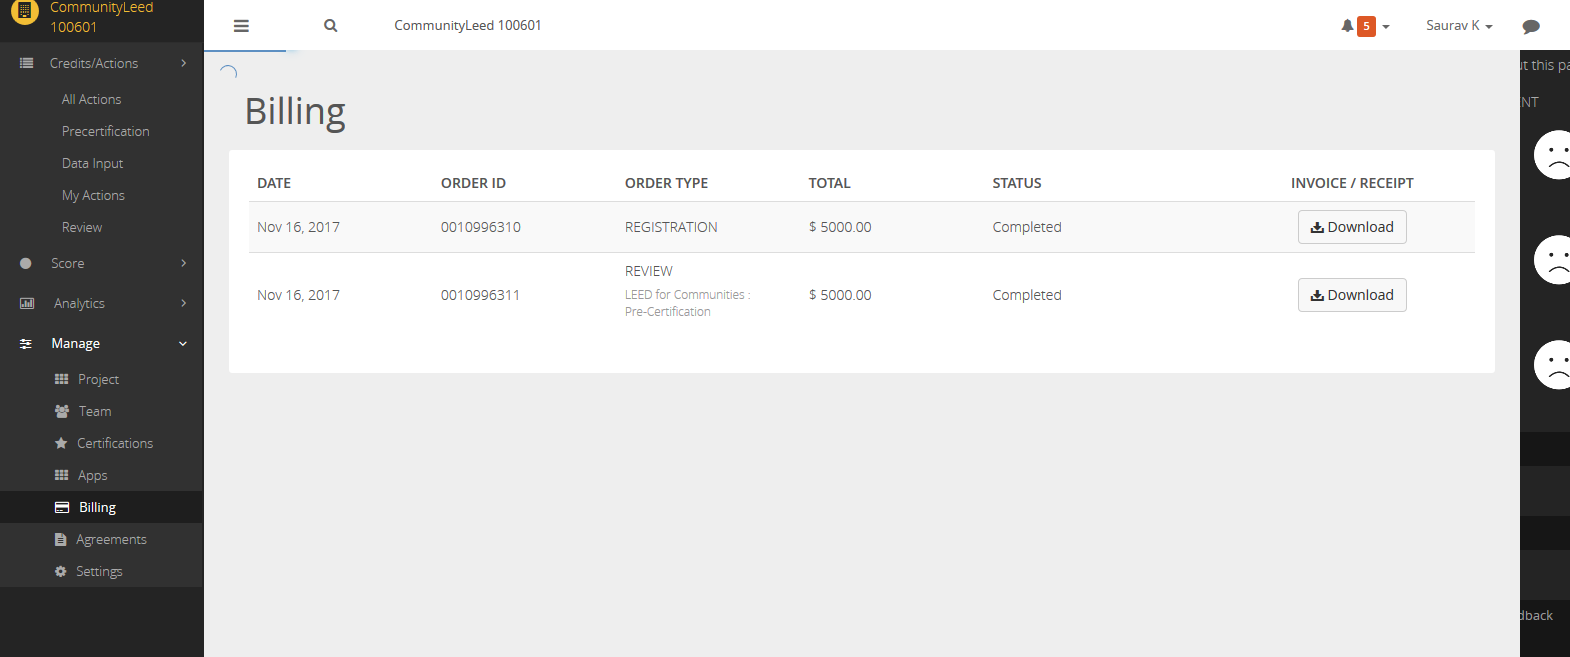 CommunityLeed
100601
CommunityLeed 100601
5
Saurav K
Credits/Actions
All Actions
Precertification
Data Input
My Actions
Review
Score
Analytics
Manage
Project
Team
Certifications
Apps
Billing
Agreements
Settings
Billing
DATE ORDER ID ORDER TYPE TOTAL STATUS INVOICE / RECEIPT
Nov 16, 2017 0010996310 REGISTRATION $ 5000.00 Completed Download
REVIEW
Nov 16, 2017 0010996311 LEED for Communities : $ 5000.00 Completed Download
Pre-Certification
this